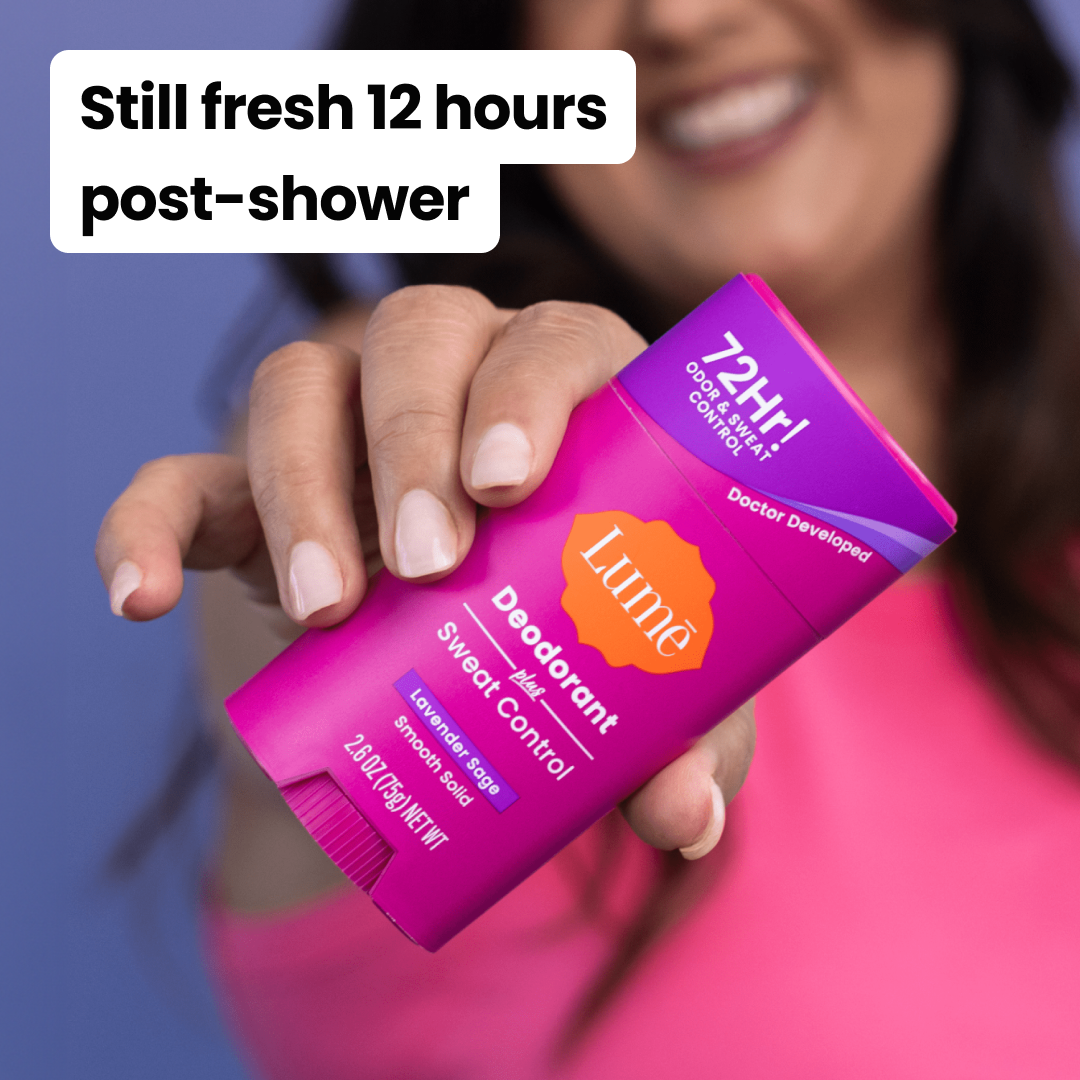 Still fresh 12 hours
post-shower
72Hr!
ODOR & SWEAT
CONTROL
Doctor Developed
Lumē
Deodorant
plus
Sweat Control
Lavender Sage
Smooth Solid
2.6 OZ (75g) NET WT